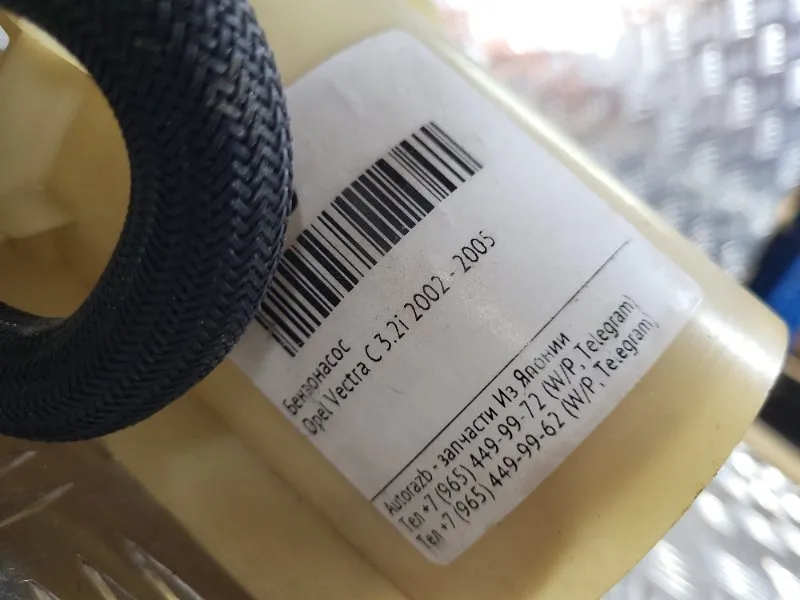 Бензонасос
Opel Vectra C 3.2i 2002 - 2005
Autorazb - запчасти Из Японии
Тел +7 (965) 449-99-72 (W/P, Telegram)
Тел +7 (965) 449-99-62 (W/P, Telegram)